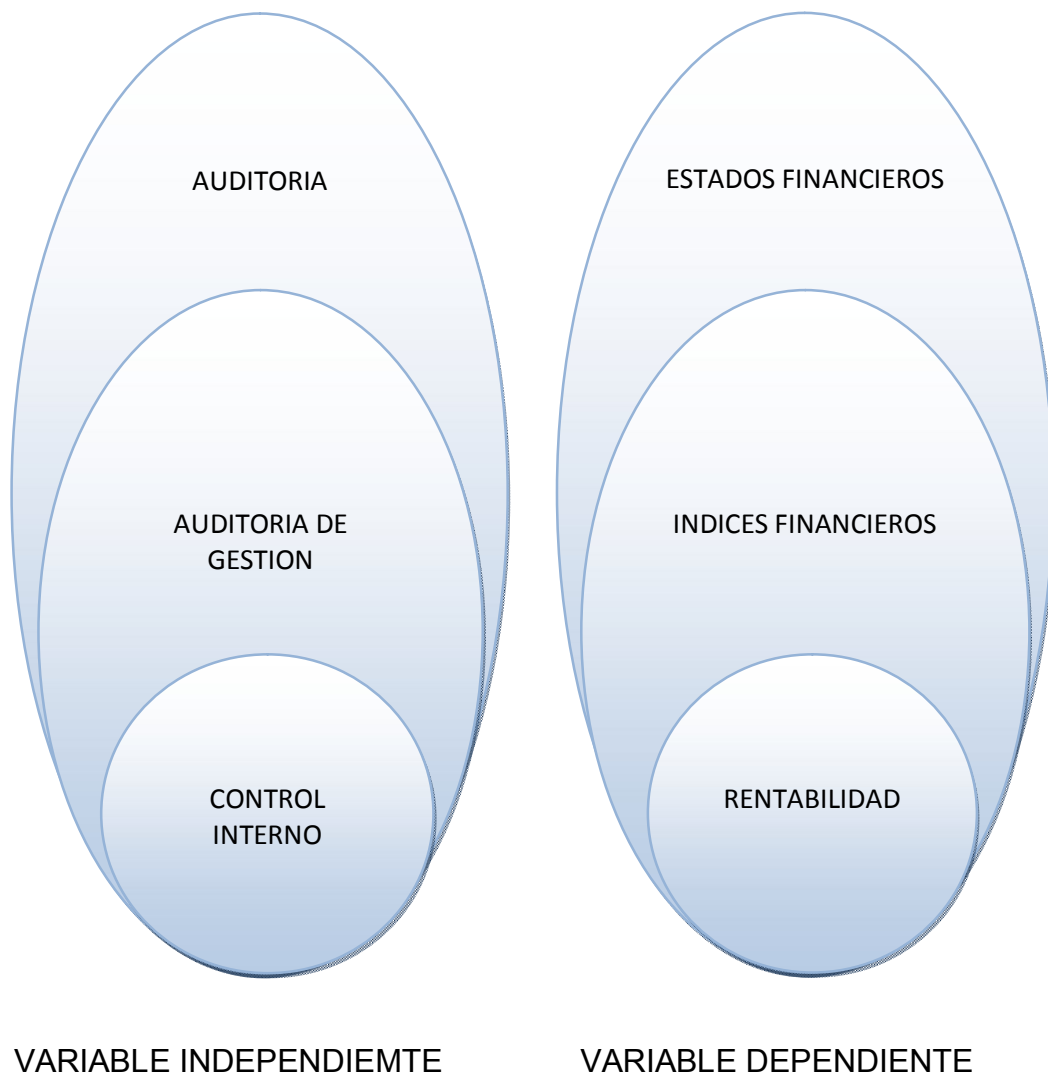 AUDITORIA
AUDITORIA DE
GESTION
CONTROL
INTERNO
VARIABLE INDEPENDIEMTE
ESTADOS FINANCIEROS
INDICES FINANCIEROS
RENTABILIDAD
VARIABLE DEPENDIENTE